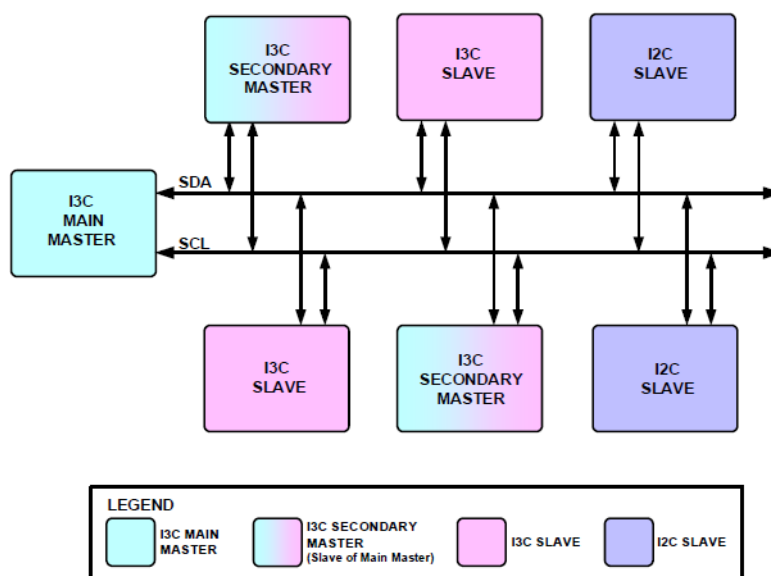 I3C
SECONDARY
MASTER
I3C
SLAVE
I2C
SLAVE
I3C
MAIN
MASTER
SDA
SCL
I3C
SLAVE
I3C
SECONDARY
MASTER
I2C
SLAVE
LEGEND
I3C MAIN
MASTER
I3C SECONDARY
MASTER
(Slave of Main Master)
I3C SLAVE
I2C SLAVE